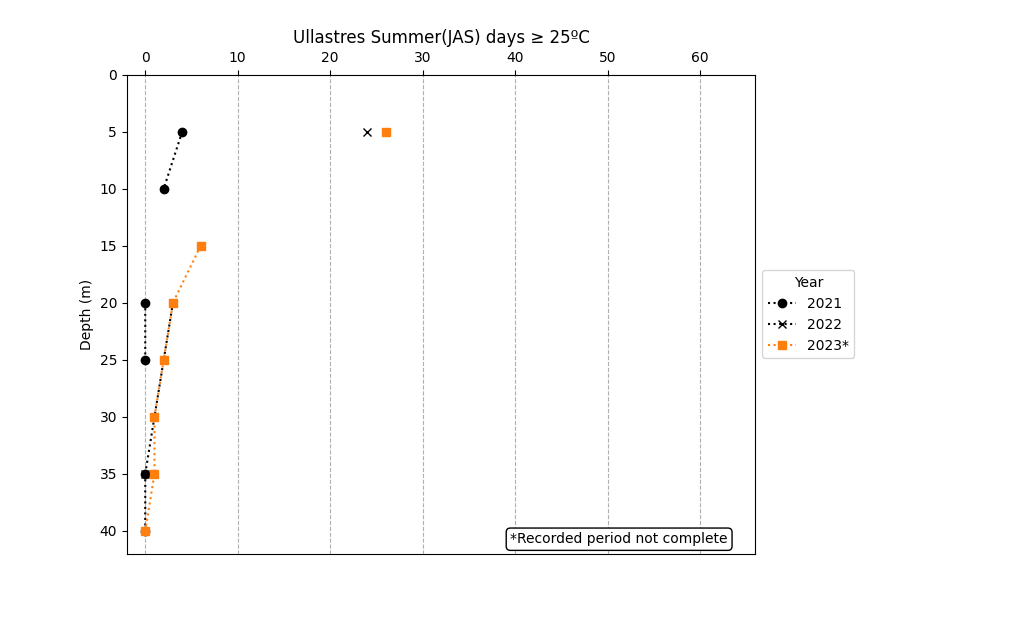 Ullastres Summer(JAS) days ≥ 25ºC
0 10 20 30 40 50 60
0
5
10
15
20
25
30
35
40
Depth (m)
Year
2021
2022
2023*
*Recorded period not complete